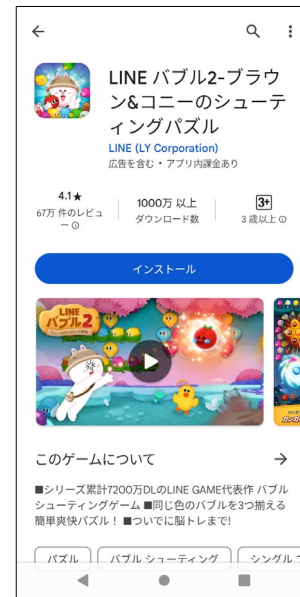 LINE バブル2-ブラウ
ン&コニーのシューテ
ィングパズル
LINE (LY Corporation)
広告を含む・アプリ内課金あり
4.1★
67万 件のレビュ
ー
1000万 以上
ダウンロード数
3+
3 歳以上
インストール
LINE
バブル2
このゲームについて
■シリーズ累計7200万DLのLINE GAME代表作 バブル
シューティングゲーム ■同じ色のバブルを3つ揃える
簡単爽快パズル！ ■ついでに脳トレまで!
パズル
バブル シューティング
シングル